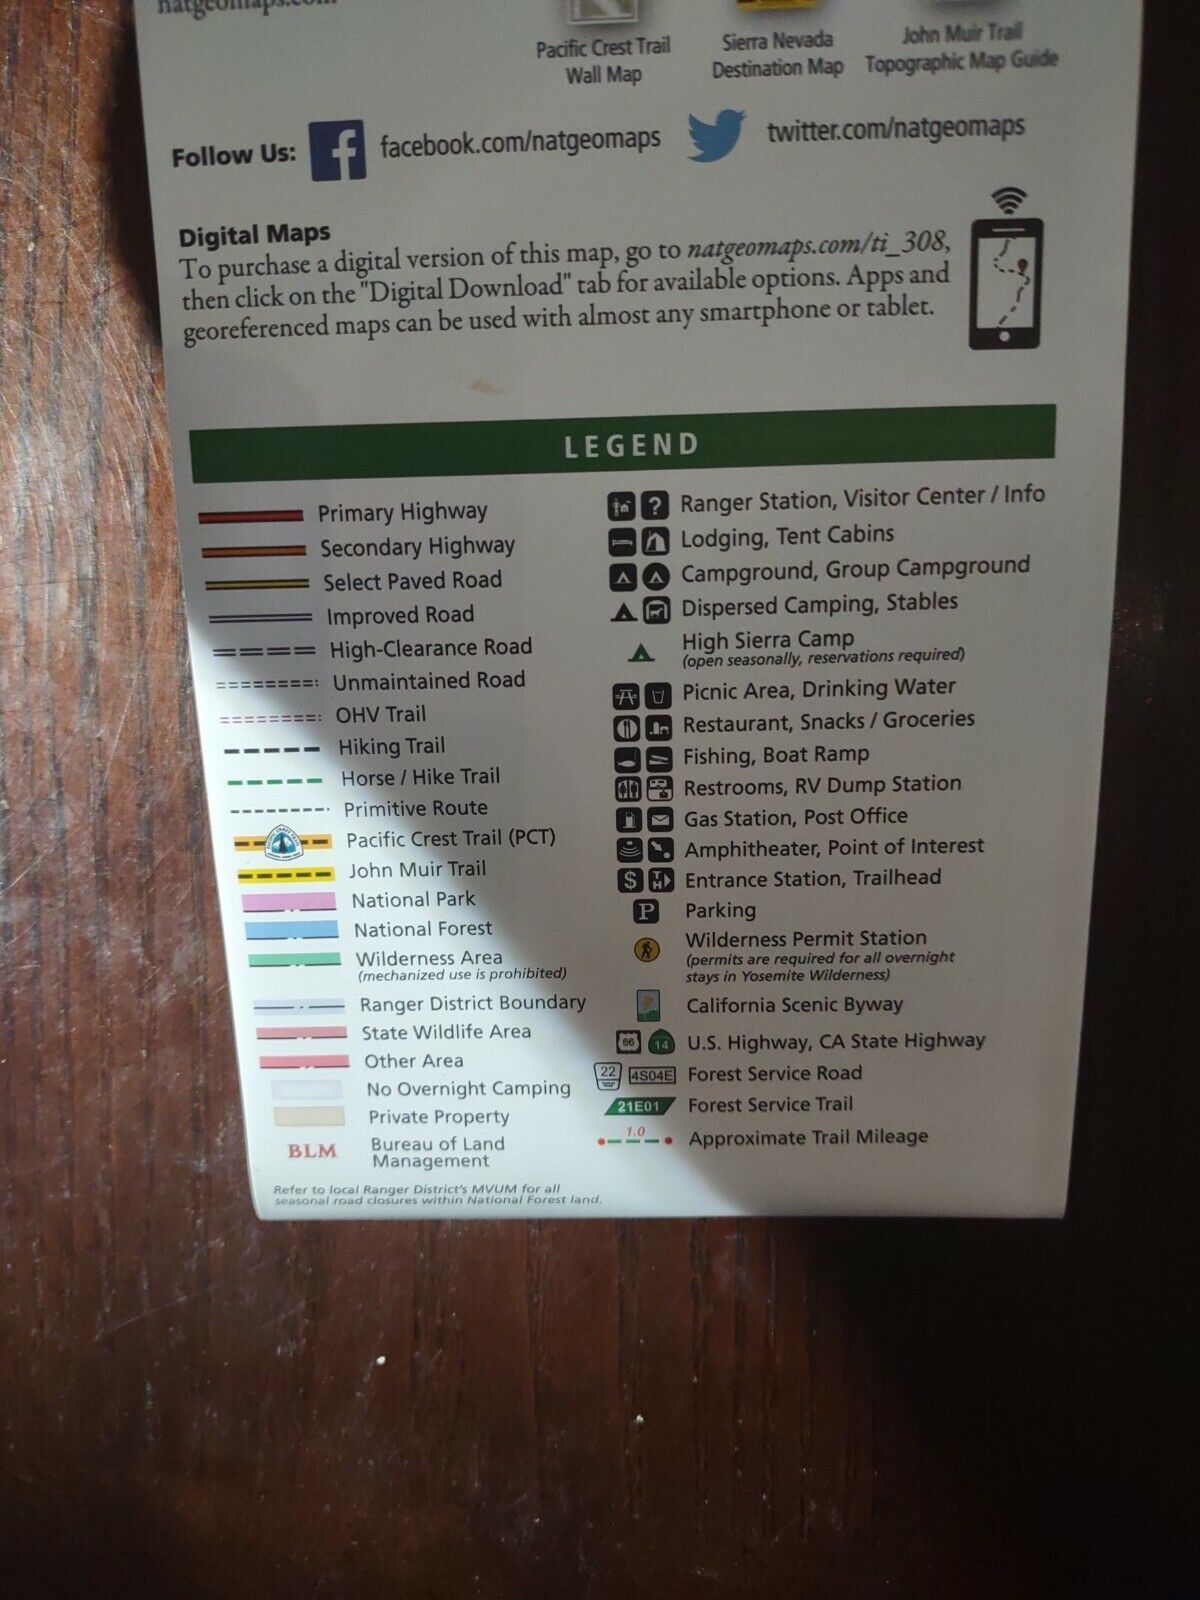 natgeomaps.com
Pacific Crest Trail
Wall Map
Sierra Nevada
Destination Map
John Muir Trail
Topographic Map Guide
Follow Us:
f
facebook.com/natgeomaps
twitter.com/natgeomaps
Digital Maps
To purchase a digital version of this map, go to natgeomaps.com/ti_308,
then click on the "Digital Download" tab for available options. Apps and
georeferenced maps can be used with almost any smartphone or tablet.
LEGEND
Primary Highway
Secondary Highway
Select Paved Road
Improved Road
High-Clearance Road
Unmaintained Road
OHV Trail
Hiking Trail
Horse / Hike Trail
Primitive Route
Pacific Crest Trail (PCT)
John Muir Trail
National Park
National Forest
Wilderness Area
(mechanized use is prohibited)
Ranger District Boundary
State Wildlife Area
Other Area
No Overnight Camping
Private Property
BLM Bureau of Land
Management
Refer to local Ranger District's MVUM for all
seasonal road closures within National Forest land.
? Ranger Station, Visitor Center / Info
Lodging, Tent Cabins
Campground, Group Campground
Dispersed Camping, Stables
High Sierra Camp
(open seasonally, reservations required)
Picnic Area, Drinking Water
Restaurant, Snacks / Groceries
Fishing, Boat Ramp
Restrooms, RV Dump Station
Gas Station, Post Office
Amphitheater, Point of Interest
$ TH Entrance Station, Trailhead
P Parking
Wilderness Permit Station
(permits are required for all overnight
stays in Yosemite Wilderness)
California Scenic Byway
66 14 U.S. Highway, CA State Highway
22 4S04E Forest Service Road
21E01 Forest Service Trail
1.0 Approximate Trail Mileage